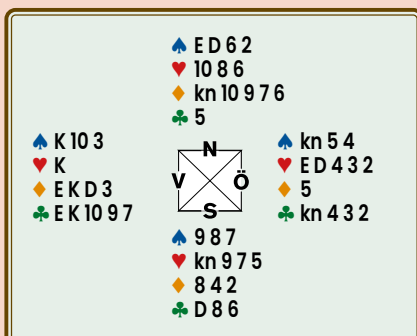 ♠ E D 6 2
♥ 10 8 6
♦ kn 10 9 7 6
♣ 5
♠ K 10 3
♥ K
♦ E K D 3
♣ E K 10 9 7
N
V Ö
S
♠ kn 5 4
♥ E D 4 3 2
♦ 5
♣ kn 4 3 2
♠ 9 8 7
♥ kn 9 7 5
♦ 8 4 2
♣ D 8 6